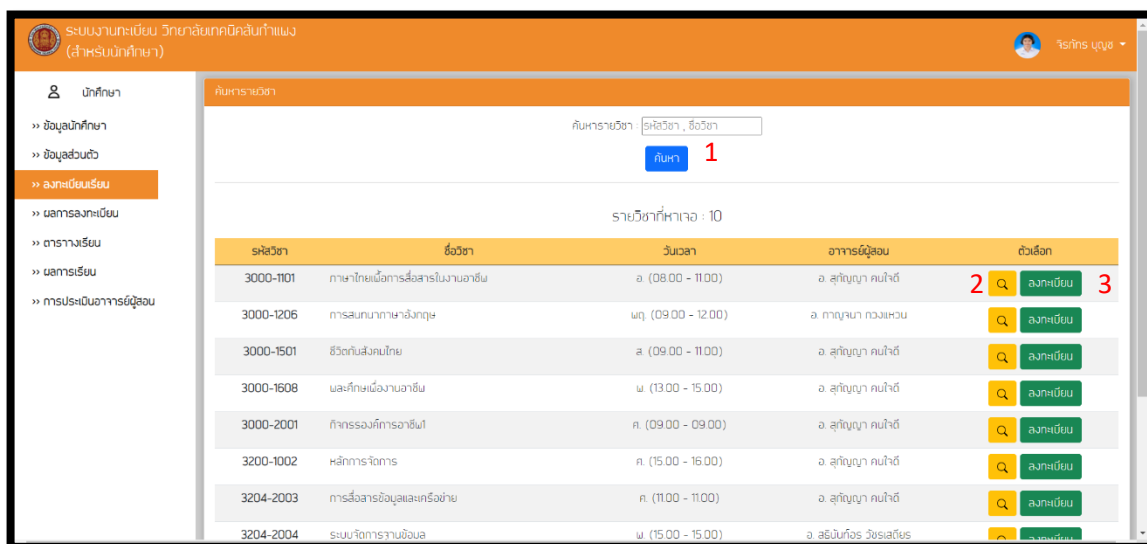 ระบบงานทะเบียน วิทยาลัยเทคนิคสันกำแพง
(สำหรับนักศึกษา)
จิรภัทร บุญช
นักศึกษา
ค้นหารายวิชา
>> ข้อมูลนักศึกษา
>> ข้อมูลส่วนตัว
>> ลงทะเบียนเรียน
>> ผลการลงทะเบียน
>> ตารางเรียน
>> ผลการเรียน
>> การประเมินอาจารย์ผู้สอน
ค้นหารายวิชา : รหัสวิชา , ชื่อวิชา
ค้นหา 1
รายวิชาที่หาเจอ : 10
รหัสวิชา ชื่อวิชา วันเวลา อาจารย์ผู้สอน ตัวเลือก
3000-1101 ภาษาไทยเพื่อการสื่อสารในงานอาชีพ อ. (08.00 - 11.00) อ. สุกัญญา คนใจดี 2 ลงทะเบียน 3
3000-1206 การสนทนาภาษาอังกฤษ พฤ. (09.00 - 12.00) อ. กาญจนา กวงแหวน ลงทะเบียน
3000-1501 ชีวิตกับสังคมไทย ส. (09.00 - 11.00) อ. สุกัญญา คนใจดี ลงทะเบียน
3000-1608 พละศึกษเพื่องานอาชีพ พ. (13.00 - 15.00) อ. สุกัญญา คนใจดี ลงทะเบียน
3000-2001 กิจกรรองค์การอาชีพ1 ศ. (09.00 - 09.00) อ. สุกัญญา คนใจดี ลงทะเบียน
3200-1002 หลักการจัดการ ศ. (15.00 - 16.00) อ. สุกัญญา คนใจดี ลงทะเบียน
3204-2003 การสื่อสารข้อมูลและเครือข่าย ศ. (11.00 - 11.00) อ. สุกัญญา คนใจดี ลงทะเบียน
3204-2004 ระบบจัดการฐานข้อมูล พ. (15.00 - 15.00) ลงทะเบียน